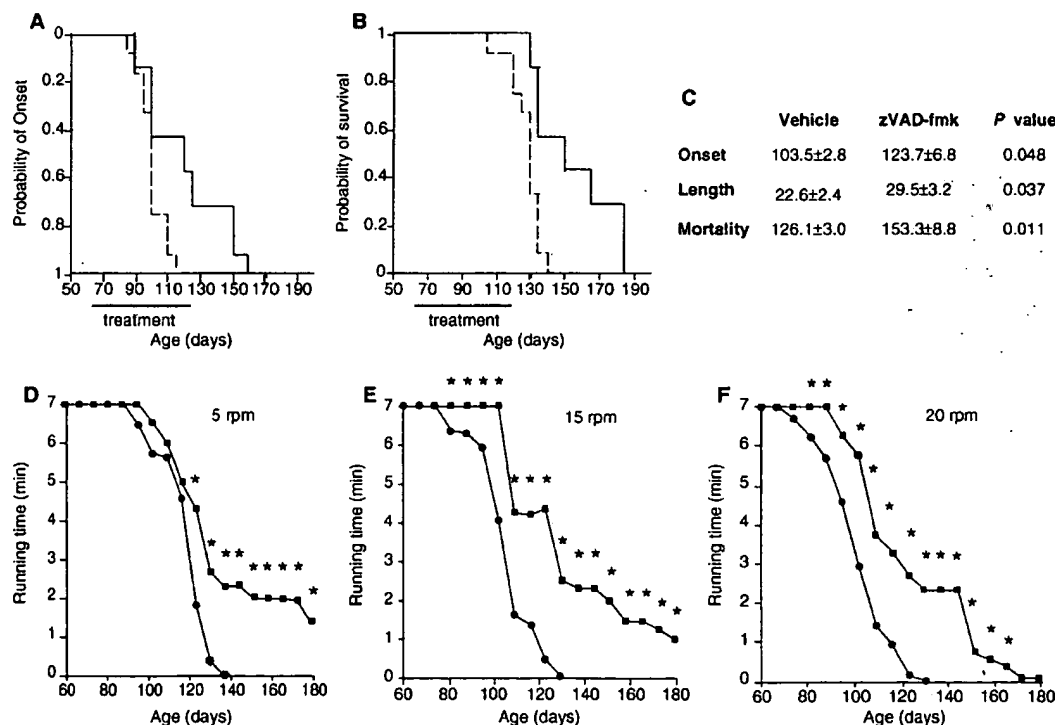 A
Probability of Onset
0
0.2
0.4
0.6
0.8
1
50 70 90 110 130 150 170 190
treatment
Age (days)
B
Probability of survival
1
0.8
0.6
0.4
0.2
0
50 70 90 110 130 150 170 190
treatment
Age (days)
C
Vehicle zVAD-fmk P value
Onset 103.5±2.8 123.7±6.8 0.048
Length 22.6±2.4 29.5±3.2 0.037
Mortality 126.1±3.0 153.3±8.8 0.011
D
5 rpm
Running time (min)
7
6
5
4
3
2
1
0
60 80 100 120 140 160 180
Age (days)
E
15 rpm
Running time (min)
7
6
5
4
3
2
1
0
60 80 100 120 140 160 180
Age (days)
F
20 rpm
Running time (min)
7
6
5
4
3
2
1
0
60 80 100 120 140 160 180
Age (days)